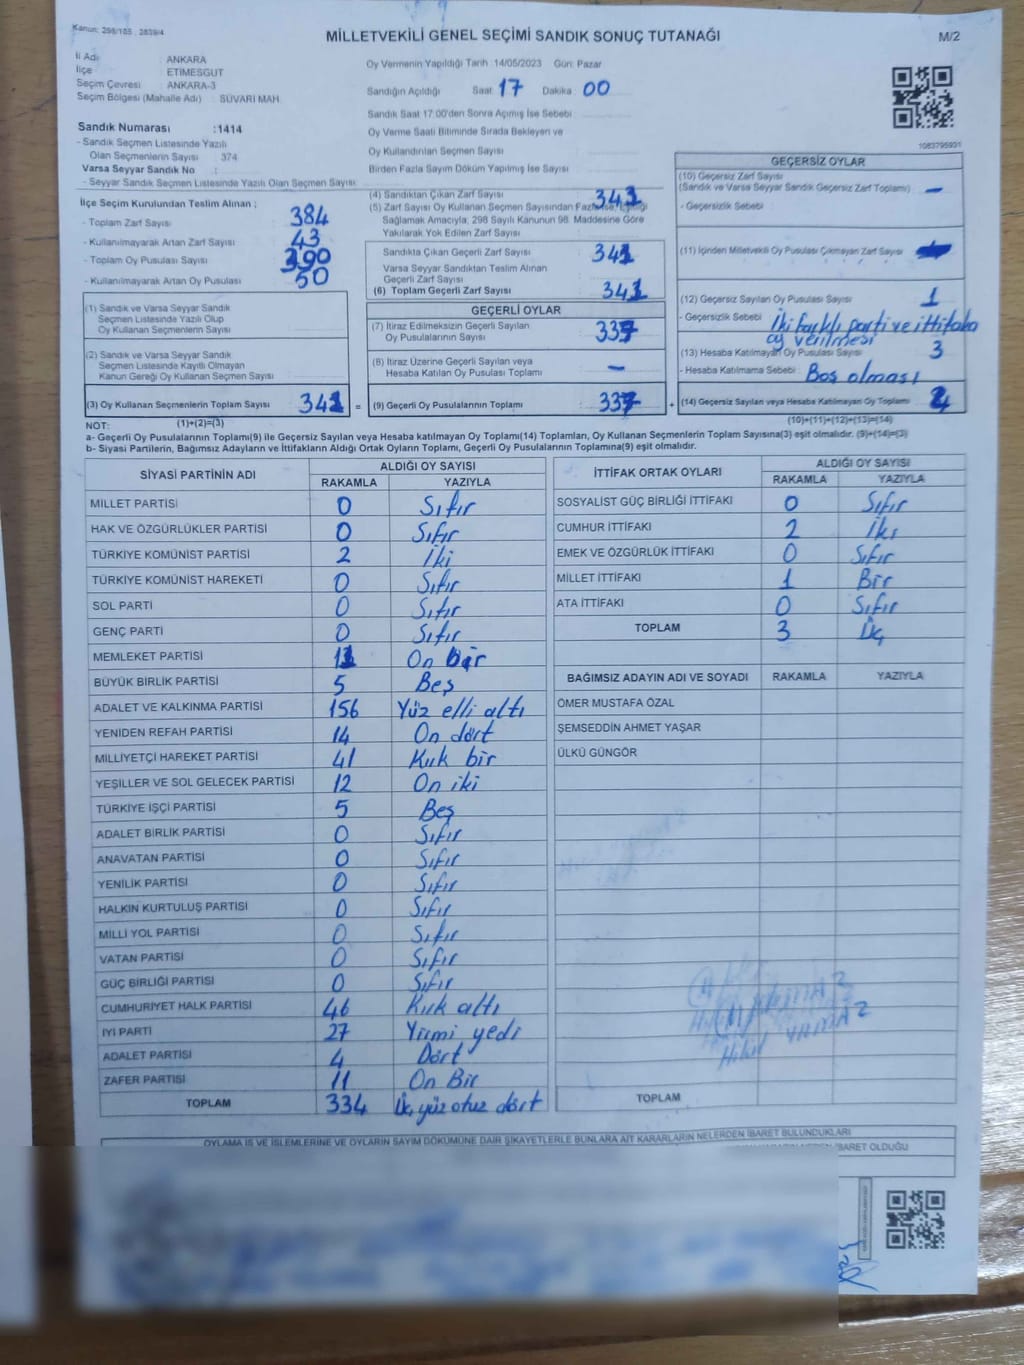 Kanun: 298/105 , 2839/4
MİLLETVEKİLİ GENEL SEÇİMİ SANDIK SONUÇ TUTANAĞI
M/2
İl Adı : ANKARA
İlçe : ETİMESGUT
Seçim Çevresi : ANKARA-3
Seçim Bölgesi (Mahalle Adı) : SÜVARİ MAH.
Sandık Numarası :1414
- Sandık Seçmen Listesinde Yazılı
Olan Seçmenlerin Sayısı : 374
Varsa Seyyar Sandık No :
- Seyyar Sandık Seçmen Listesinde Yazılı Olan Seçmen Sayısı :
İlçe Seçim Kurulundan Teslim Alınan ;
- Toplam Zarf Sayısı : 384
- Kullanılmayarak Artan Zarf Sayısı : 43
- Toplam Oy Pusulası Sayısı : 390
- Kullanılmayarak Artan Oy Pusulası : 50
(1) Sandık ve Varsa Seyyar Sandık
Seçmen Listesinde Yazılı Olup
Oy Kullanan Seçmenlerin Sayısı :
(2) Sandık ve Varsa Seyyar Sandık
Seçmen Listesinde Kayıtlı Olmayan
Kanun Gereği Oy Kullanan Seçmen Sayısı :
(3) Oy Kullanan Seçmenlerin Toplam Sayısı 341 =
Oy Vermenin Yapıldığı Tarih :14/05/2023 Gün: Pazar
Sandığın Açıldığı Saat : 17 Dakika : 00
Sandık Saat 17.00'den Sonra Açılmış İse Sebebi :
Oy Verme Saati Bitiminde Sırada Bekleyen ve
Oy Kullandırılan Seçmen Sayısı :
Birden Fazla Sayım Döküm Yapılmış İse Sayısı :
(4) Sandıktan Çıkan Zarf Sayısı : 341
(5) Zarf Sayısı Oy Kullanan Seçmen Sayısından Fazla İse, Eşitliği
Sağlamak Amacıyla, 298 Sayılı Kanunun 98. Maddesine Göre
Yakılarak Yok Edilen Zarf Sayısı :
Sandıkta Çıkan Geçerli Zarf Sayısı : 341
Varsa Seyyar Sandıktan Teslim Alınan
Geçerli Zarf Sayısı :
(6) Toplam Geçerli Zarf Sayısı : 341
GEÇERLİ OYLAR
(7) İtiraz Edilmeksizin Geçerli Sayılan
Oy Pusulalarının Sayısı : 337
(8) İtiraz Üzerine Geçerli Sayılan veya
Hesaba Katılan Oy Pusulası Toplamı : -
(9) Geçerli Oy Pusulalarının Toplamı 337 +
1083795931
GEÇERSİZ OYLAR
(10) Geçersiz Zarf Sayısı
(Sandık ve Varsa Seyyar Sandık Geçersiz Zarf Toplamı) : -
- Geçersizlik Sebebi :
(11) İçinden Milletvekili Oy Pusulası Çıkmayan Zarf Sayısı :
(12) Geçersiz Sayılan Oy Pusulası Sayısı : 1
- Geçersizlik Sebebi : İki farklı parti ve ittifaka
oy verilmesi
(13) Hesaba Katılmayan Oy Pusulası Sayısı : 3
- Hesaba Katılmama Sebebi : Boş olması
(14) Geçersiz Sayılan veya Hesaba Katılmayan Oy Toplamı
NOT: (1)+(2)=(3)
(10)+(11)+(12)+(13)=(14)
a- Geçerli Oy Pusulalarının Toplamı(9) ile Geçersiz Sayılan veya Hesaba katılmayan Oy Toplamı(14) Toplamları, Oy Kullanan Seçmenlerin Toplam Sayısına(3) eşit olmalıdır. (9)+(14)=(3)
b- Siyasi Partilerin, Bağımsız Adayların ve İttifakların Aldığı Ortak Oyların Toplamı, Geçerli Oy Pusulalarının Toplamına(9) eşit olmalıdır.
SİYASİ PARTİNİN ADI
ALDIĞI OY SAYISI
RAKAMLA YAZIYLA
MİLLET PARTİSİ 0 Sıfır
HAK VE ÖZGÜRLÜKLER PARTİSİ 0 Sıfır
TÜRKİYE KOMÜNİST PARTİSİ 2 İki
TÜRKİYE KOMÜNİST HAREKETİ 0 Sıfır
SOL PARTİ 0 Sıfır
GENÇ PARTİ 0 Sıfır
MEMLEKET PARTİSİ 11 On bir
BÜYÜK BİRLİK PARTİSİ 5 Beş
ADALET VE KALKINMA PARTİSİ 156 Yüz elli altı
YENİDEN REFAH PARTİSİ 14 On dört
MİLLİYETÇİ HAREKET PARTİSİ 41 Kırk bir
YEŞİLLER VE SOL GELECEK PARTİSİ 12 On iki
TÜRKİYE İŞÇİ PARTİSİ 5 Beş
ADALET BİRLİK PARTİSİ 0 Sıfır
ANAVATAN PARTİSİ 0 Sıfır
YENİLİK PARTİSİ 0 Sıfır
HALKIN KURTULUŞ PARTİSİ 0 Sıfır
MİLLİ YOL PARTİSİ 0 Sıfır
VATAN PARTİSİ 0 Sıfır
GÜÇ BİRLİĞİ PARTİSİ 0 Sıfır
CUMHURİYET HALK PARTİSİ 46 Kırk altı
İYİ PARTİ 27 Yirmi yedi
ADALET PARTİSİ 4 Dört
ZAFER PARTİSİ 11 On Bir
TOPLAM 334 Üç yüz otuz dört
İTTİFAK ORTAK OYLARI
ALDIĞI OY SAYISI
RAKAMLA YAZIYLA
SOSYALİST GÜÇ BİRLİĞİ İTTİFAKI 0 Sıfır
CUMHUR İTTİFAKI 2 İki
EMEK VE ÖZGÜRLÜK İTTİFAKI 0 Sıfır
MİLLET İTTİFAKI 1 Bir
ATA İTTİFAKI 0 Sıfır
TOPLAM 3 Üç
BAĞIMSIZ ADAYIN ADI VE SOYADI RAKAMLA YAZIYLA
ÖMER MUSTAFA ÖZAL
ŞEMSEDDİN AHMET YAŞAR
ÜLKÜ GÜNGÖR
TOPLAM
OYLAMA İŞ VE İŞLEMLERİNE VE OYLARIN SAYIM DÖKÜMÜNE DAİR ŞİKAYETLERLE BUNLARA AİT KARARLARIN NELERDEN İBARET BULUNDUKLARI
İBARET OLDUĞU